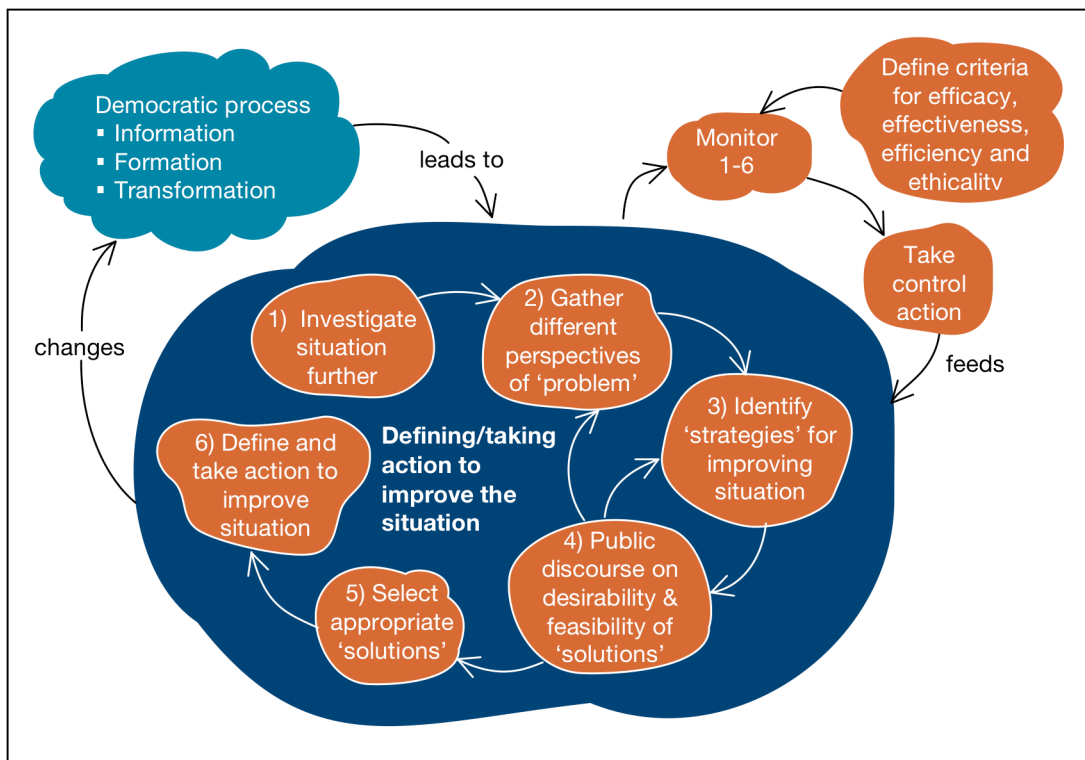 Democratic process
▪ Information
▪ Formation
▪ Transformation
leads to
Monitor
1-6
Define criteria
for efficacy,
effectiveness,
efficiency and
ethicality
Take
control
action
feeds
changes
1) Investigate
situation
further
2) Gather
different
perspectives
of ‘problem’
3) Identify
‘strategies’ for
improving
situation
4) Public
discourse on
desirability &
feasibility of
‘solutions’
5) Select
appropriate
‘solutions’
6) Define and
take action to
improve
situation
Defining/taking
action to
improve the
situation